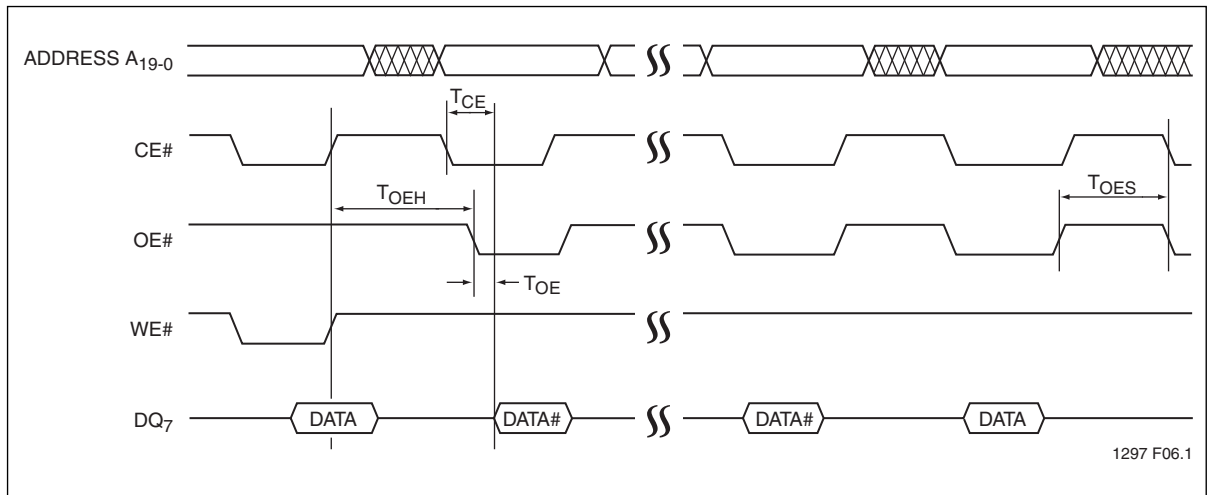 ADDRESS A19-0
TCE
CE#
TOEH
TOES
OE#
TOE
WE#
DQ7
DATA
DATA#
DATA#
DATA
1297 F06.1